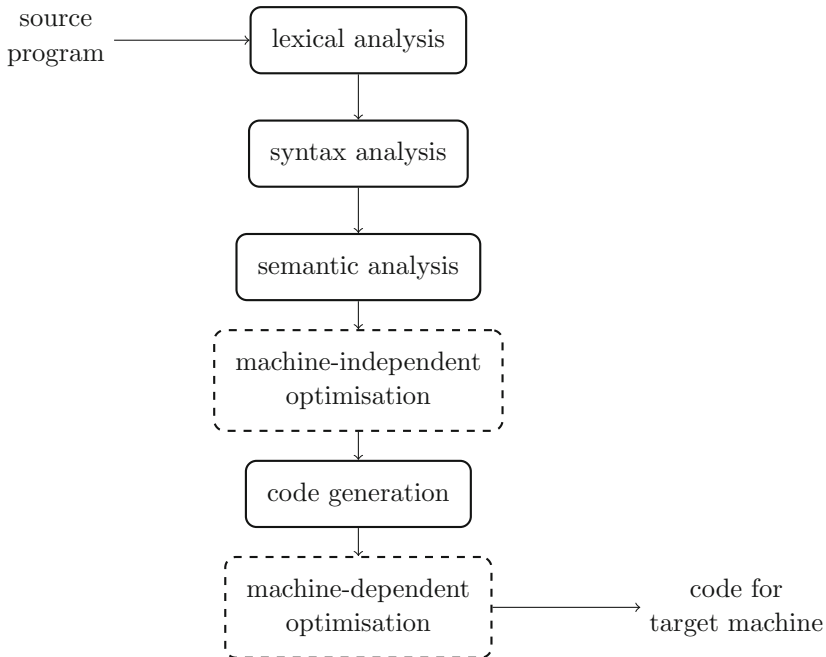 source
program
lexical analysis
syntax analysis
semantic analysis
machine-independent
optimisation
code generation
machine-dependent
optimisation
code for
target machine